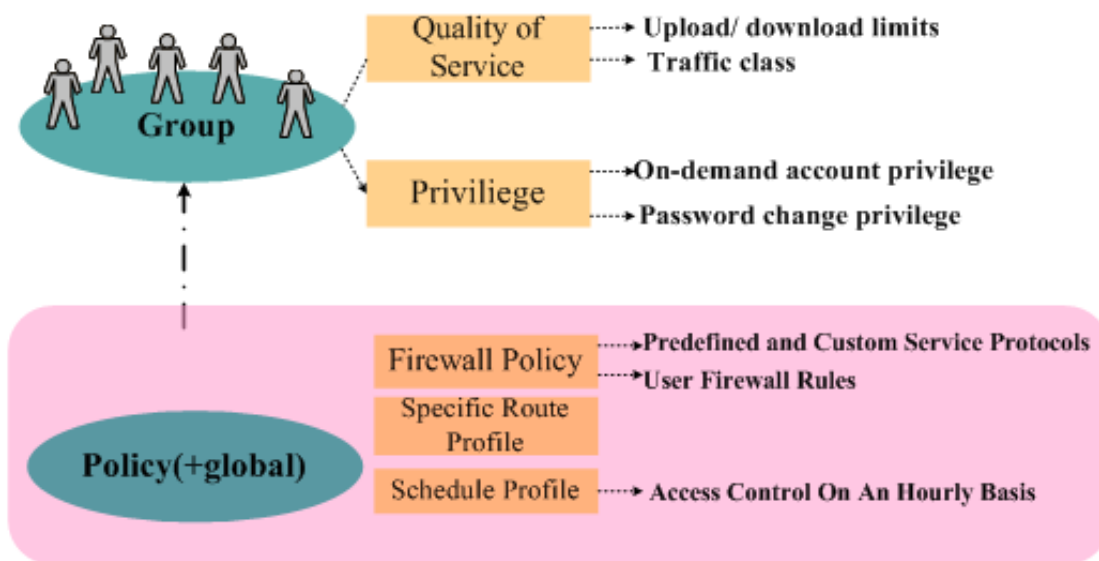 Quality of
Service
Upload/ download limits
Traffic class
Group
Priviliege
On-demand account privilege
Password change privilege
Firewall Policy
Predefined and Custom Service Protocols
User Firewall Rules
Specific Route
Profile
Policy(+global)
Schedule Profile
Access Control On An Hourly Basis